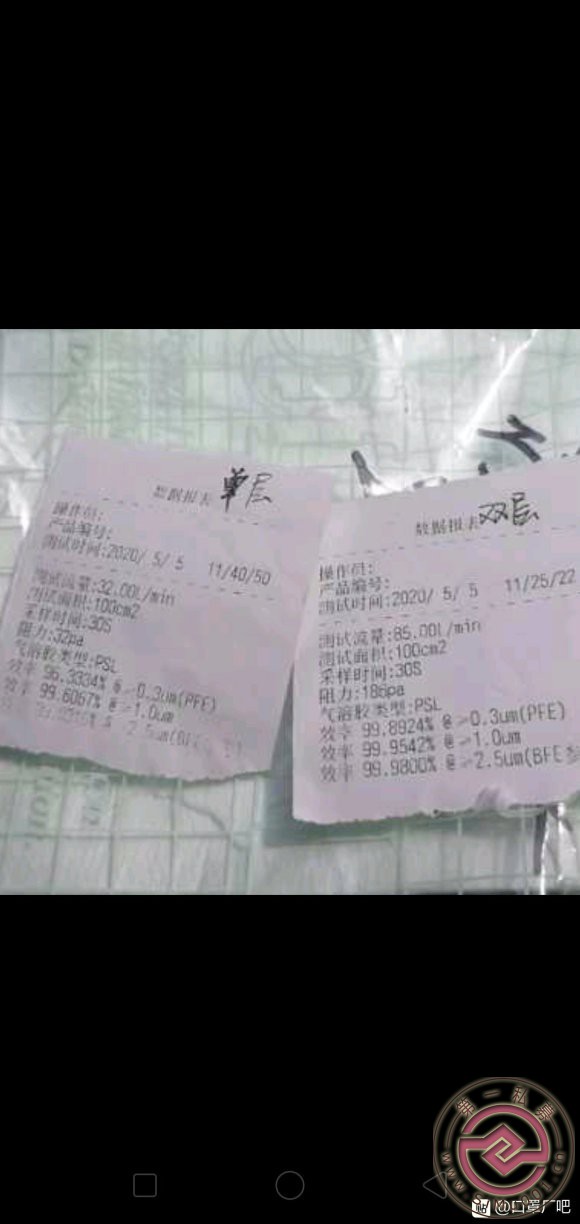 数据报表 单层
操作员:
产品编号:
测试时间:2020/ 5/ 5 11/40/50
测试流量:32.00L/min
测试面积:100cm2
采样时间:30S
阻力:32pa
气溶胶类型:PSL
效率 96.3334% @ ≥0.3um(PFE)
效率 99.6067% @ ≥1.0um
2.5um
数据报表 双层
操作员:
产品编号:
测试时间:2020/ 5/ 5 11/25/22
测试流量:85.00L/min
测试面积:100cm2
采样时间:30S
阻力:186pa
气溶胶类型:PSL
效率 99.8924% @ ≥0.3um(PFE)
效率 99.9542% @ ≥1.0um
效率 99.9800% @ ≥2.5um(BFE
@口罩厂吧